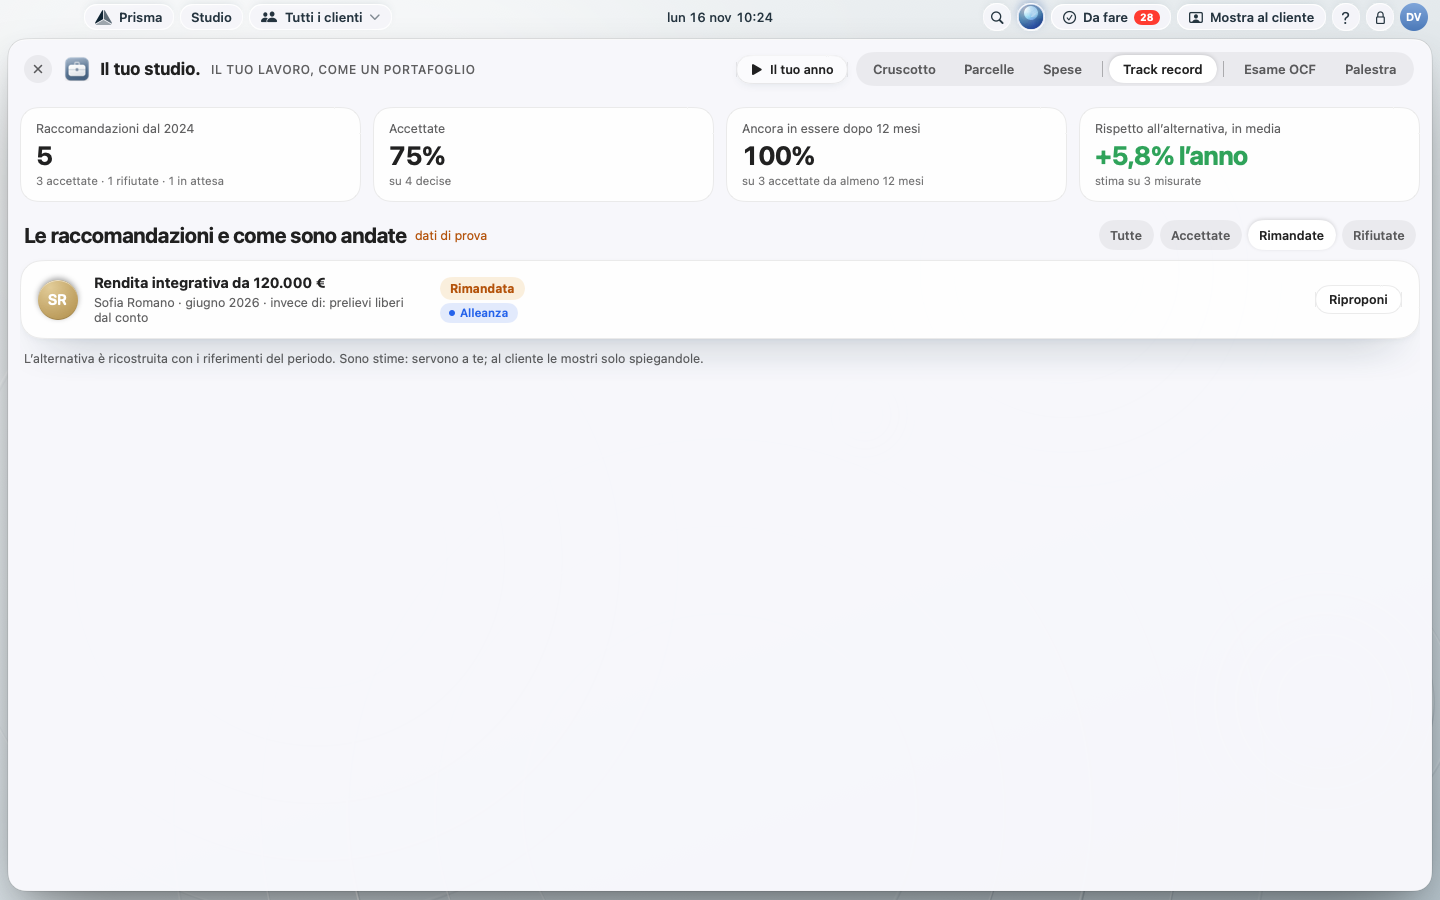 Prisma
Studio
Tutti i clienti
lun 16 nov 10:24
Da fare 28
Mostra al cliente
?
DV
Il tuo studio. IL TUO LAVORO, COME UN PORTAFOGLIO
Il tuo anno
Cruscotto
Parcelle
Spese
Track record
Esame OCF
Palestra
Raccomandazioni dal 2024
5
3 accettate · 1 rifiutate · 1 in attesa
Accettate
75%
su 4 decise
Ancora in essere dopo 12 mesi
100%
su 3 accettate da almeno 12 mesi
Rispetto all'alternativa, in media
+5,8% l'anno
stima su 3 misurate
Le raccomandazioni e come sono andate dati di prova
Tutte
Accettate
Rimandate
Rifiutate
SR
Rendita integrativa da 120.000 €
Sofia Romano · giugno 2026 · invece di: prelievi liberi
dal conto
Rimandata
Alleanza
Riproponi
L'alternativa è ricostruita con i riferimenti del periodo. Sono stime: servono a te; al cliente le mostri solo spiegandole.